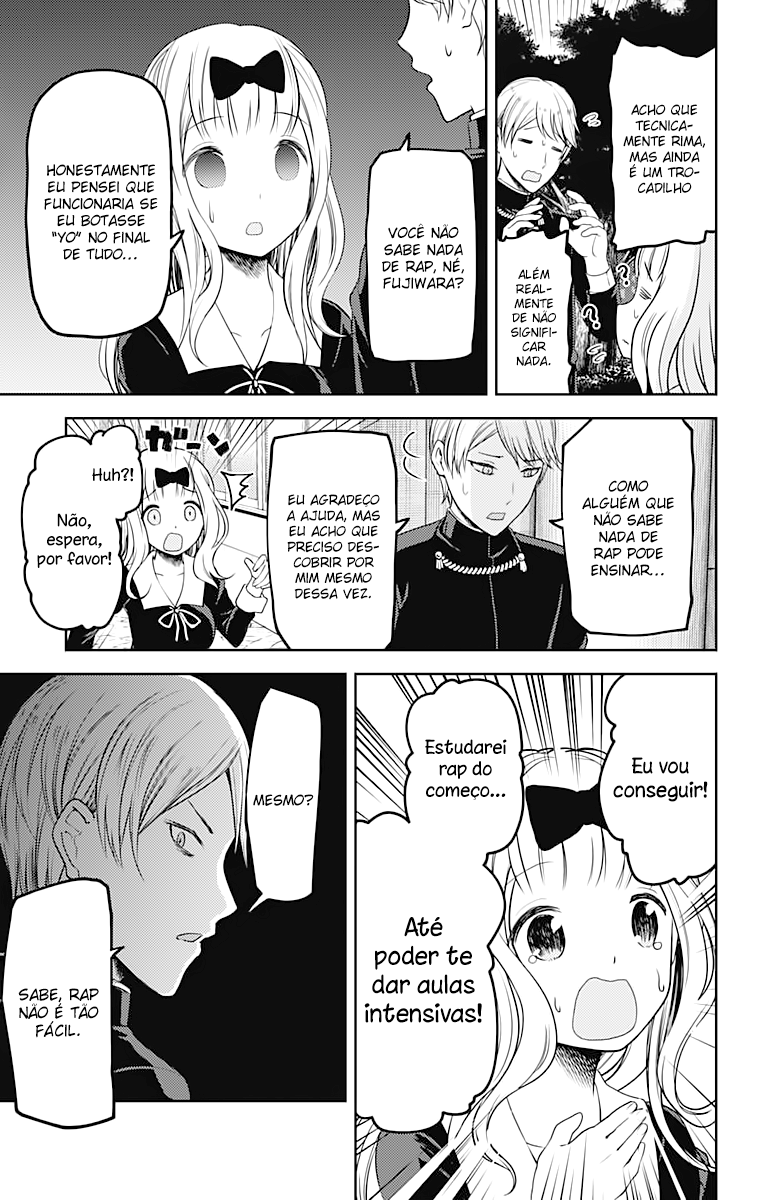 ACHO QUE
TECNICA-
MENTE RIMA,
MAS AINDA
É UM TRO-
CADILHO
ALÉM
REAL-
MENTE
DE NÃO
SIGNIFI-
CAR
NADA.
?
?
VOCÊ NÃO
SABE NADA
DE RAP, NÉ,
FUJIWARA?
HONESTAMENTE
EU PENSEI QUE
FUNCIONARIA SE
EU BOTASSE
“YO” NO FINAL
DE TUDO...
COMO
ALGUÉM QUE
NÃO SABE
NADA DE
RAP PODE
ENSINAR...
EU AGRADEÇO
A AJUDA, MAS
EU ACHO QUE
PRECISO DES-
COBRIR POR
MIM MESMO
DESSA VEZ.
ガーン
Huh?!
Não,
espera,
por favor!
Eu vou
conseguir!
Estudarei
rap do
começo...
Até
poder te
dar aulas
intensivas!
MESMO?
SABE, RAP
NÃO É TÃO
FÁCIL.